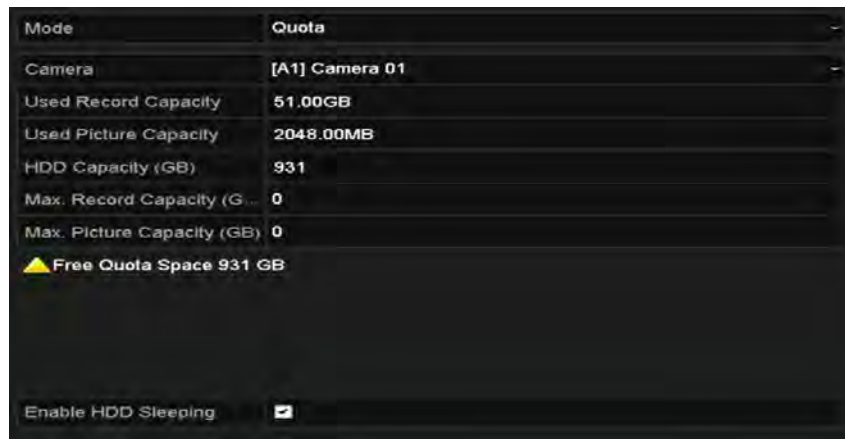 Mode Quota
Camera [A1] Camera 01
Used Record Capacity 51.00GB
Used Picture Capacity 2048.00MB
HDD Capacity (GB) 931
Max. Record Capacity (G... 0
Max. Picture Capacity (GB) 0
Free Quota Space 931 GB
Enable HDD Sleeping